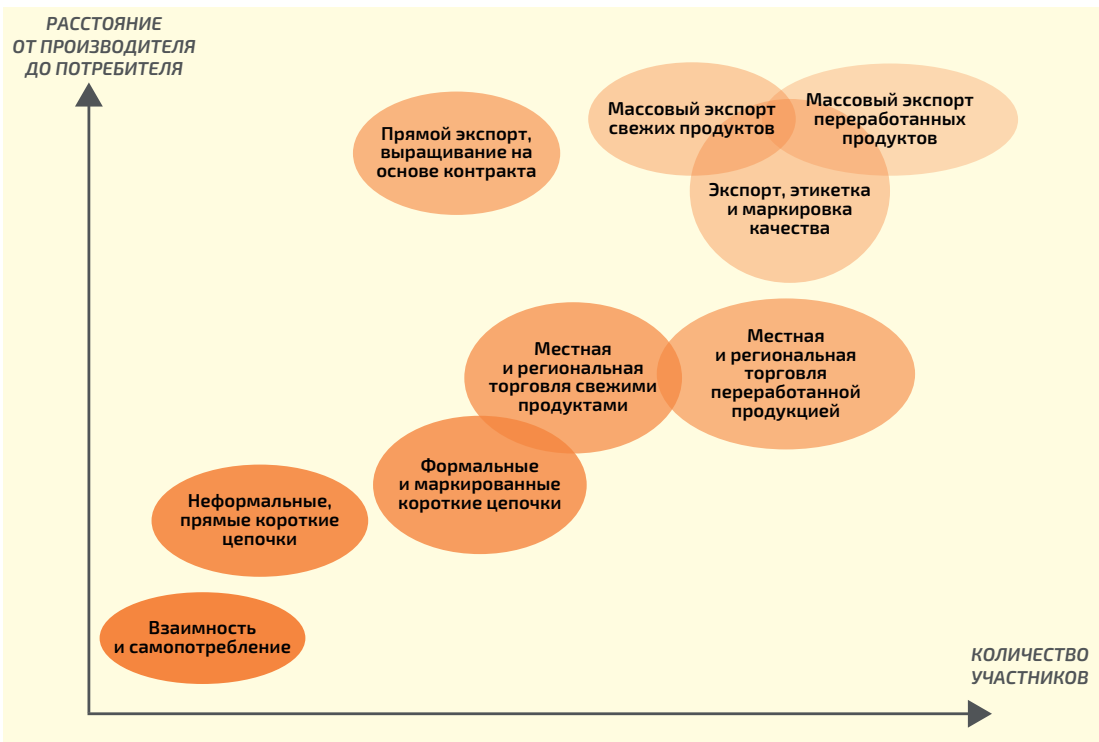 РАССТОЯНИЕ
ОТ ПРОИЗВОДИТЕЛЯ
ДО ПОТРЕБИТЕЛЯ
Прямой экспорт,
выращивание на
основе контракта
Массовый экспорт
свежих продуктов
Массовый экспорт
переработанных
продуктов
Экспорт, этикетка
и маркировка
качества
Местная
и региональная
торговля свежими
продуктами
Местная
и региональная
торговля
переработанной
продукцией
Формальные
и маркированные
короткие цепочки
Неформальные,
прямые короткие
цепочки
Взаимность
и самопотребление
КОЛИЧЕСТВО
УЧАСТНИКОВ